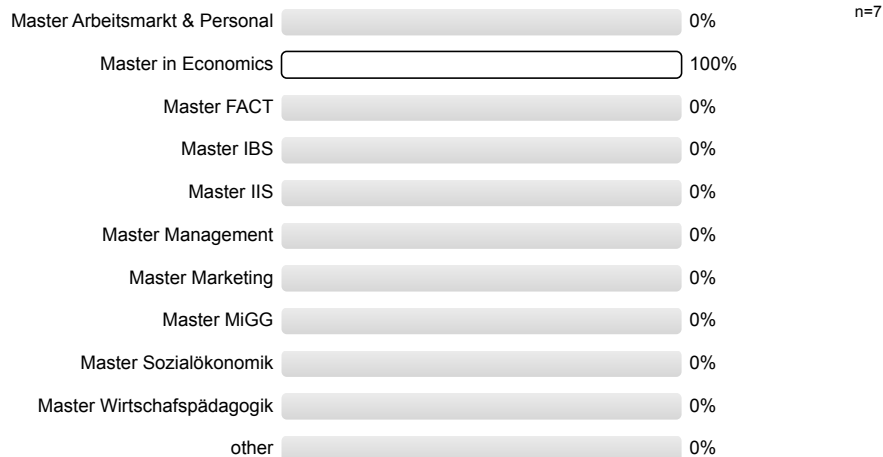 Master Arbeitsmarkt & Personal 0% n=7
Master in Economics 100%
Master FACT 0%
Master IBS 0%
Master IIS 0%
Master Management 0%
Master Marketing 0%
Master MiGG 0%
Master Sozialökonomik 0%
Master Wirtschafspädagogik 0%
other 0%